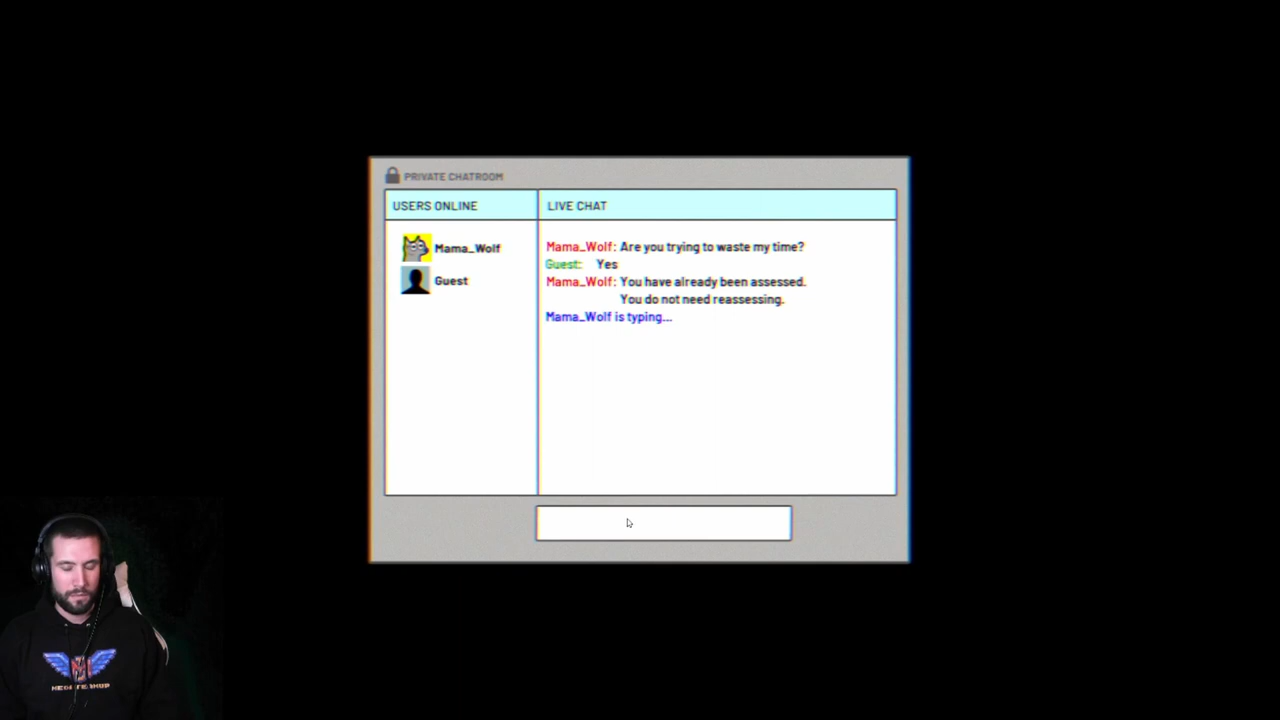 PRIVATE CHATROOM
USERS ONLINE
LIVE CHAT
Mama_Wolf
Guest
Mama_Wolf: Are you trying to waste my time?
Guest: Yes
Mama_Wolf: You have already been assessed.
You do not need reassessing.
Mama_Wolf is typing...